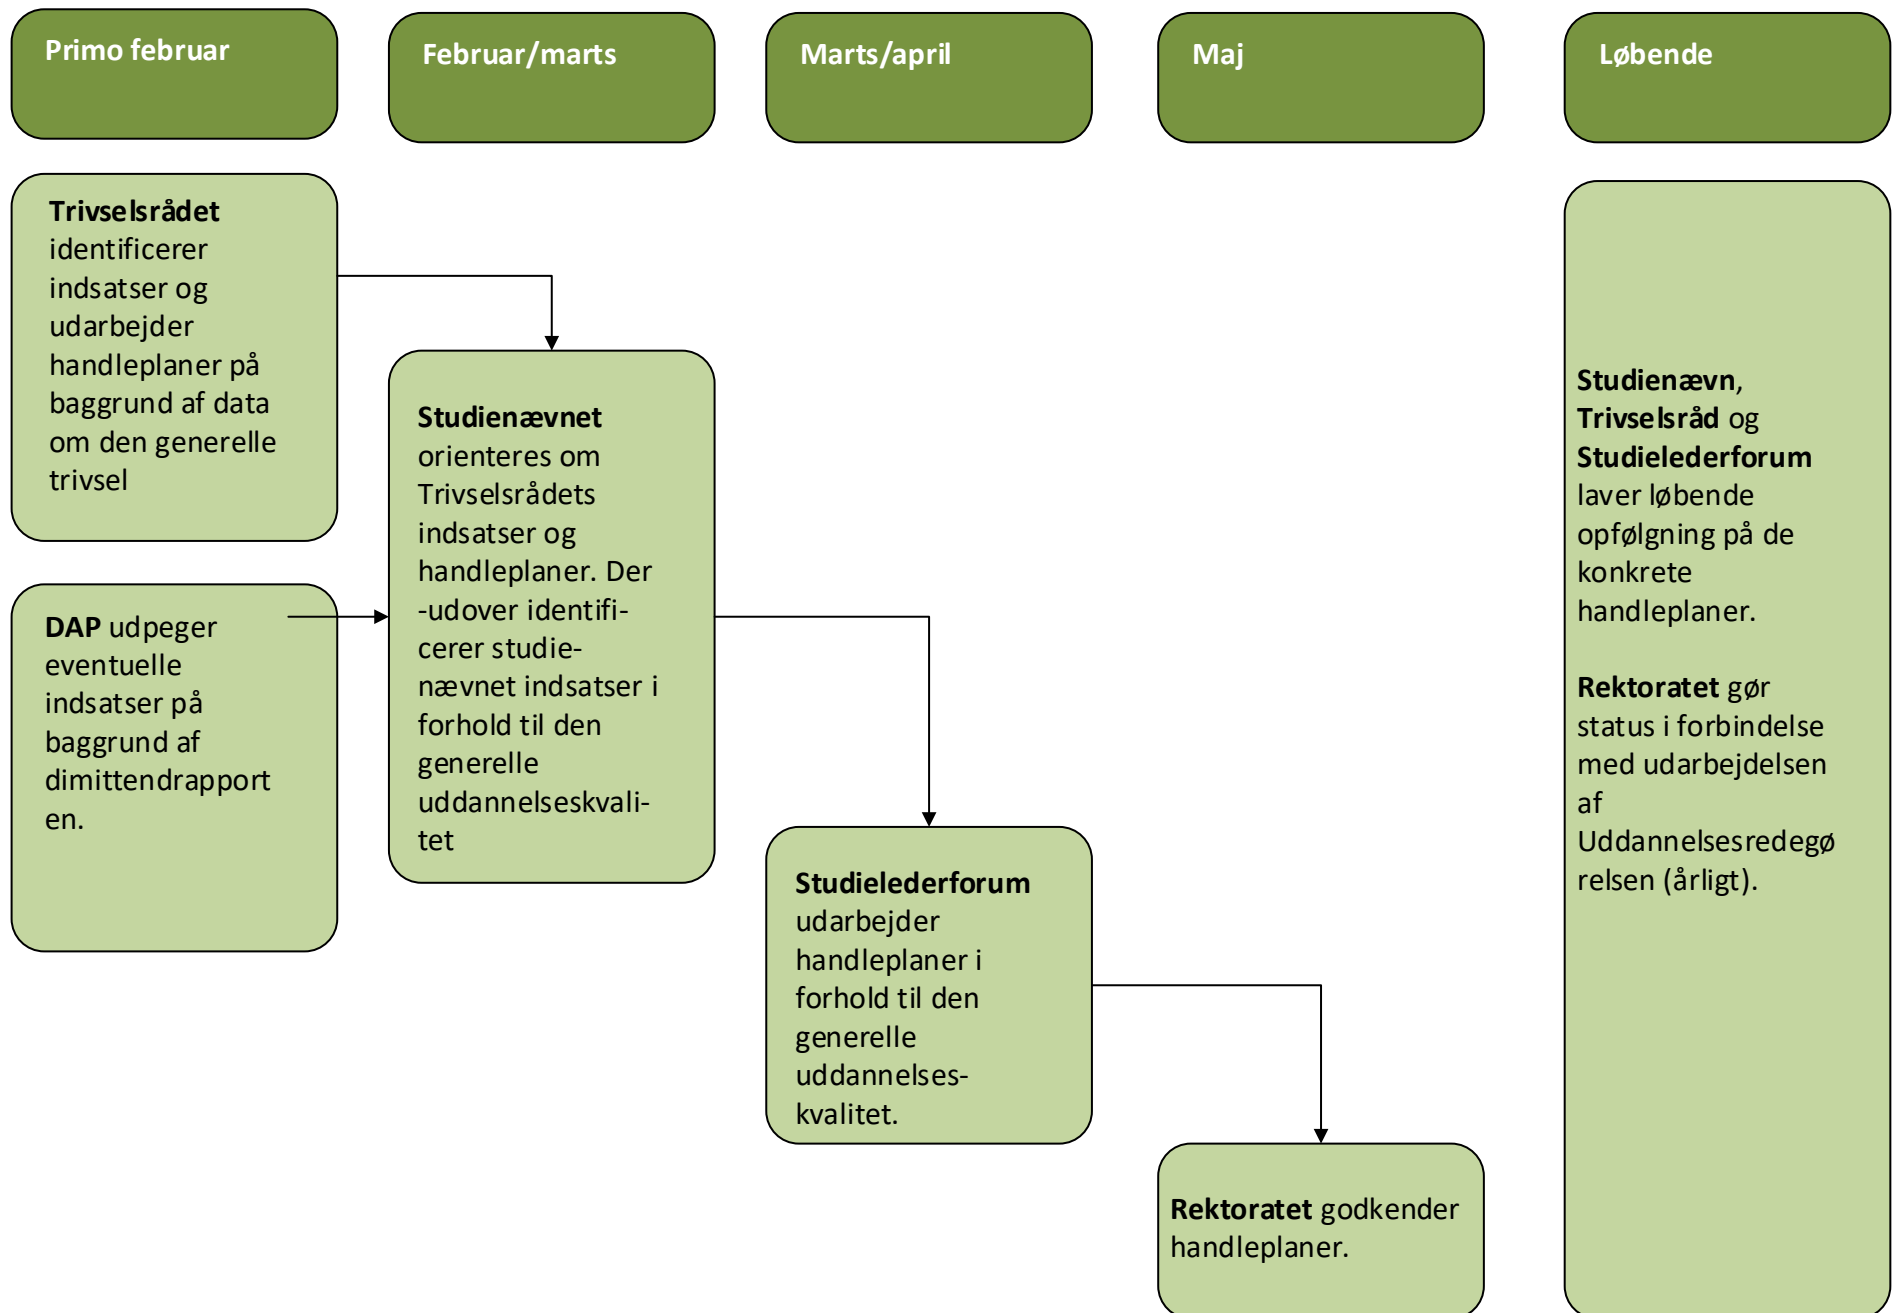 Primo februar
Februar/marts
Marts/april
Maj
Løbende
Trivselsrådet
identificerer
indsatser og
udarbejder
handleplaner på
baggrund af data
om den generelle
trivsel
DAP udpeger
eventuelle
indsatser på
baggrund af
dimittendrapport
en.
Studienævnet
orienteres om
Trivselsrådets
indsatser og
handleplaner. Der
-udover identifi-
cerer studie-
nævnet indsatser i
forhold til den
generelle
uddannelseskvali-
tet
Studielederforum
udarbejder
handleplaner i
forhold til den
generelle
uddannelses-
kvalitet.
Rektoratet godkender
handleplaner.
Studienævn,
Trivselsråd og
Studielederforum
laver løbende
opfølgning på de
konkrete
handleplaner.
Rektoratet gør
status i forbindelse
med udarbejdelsen
af
Uddannelsesredegø
relsen (årligt).